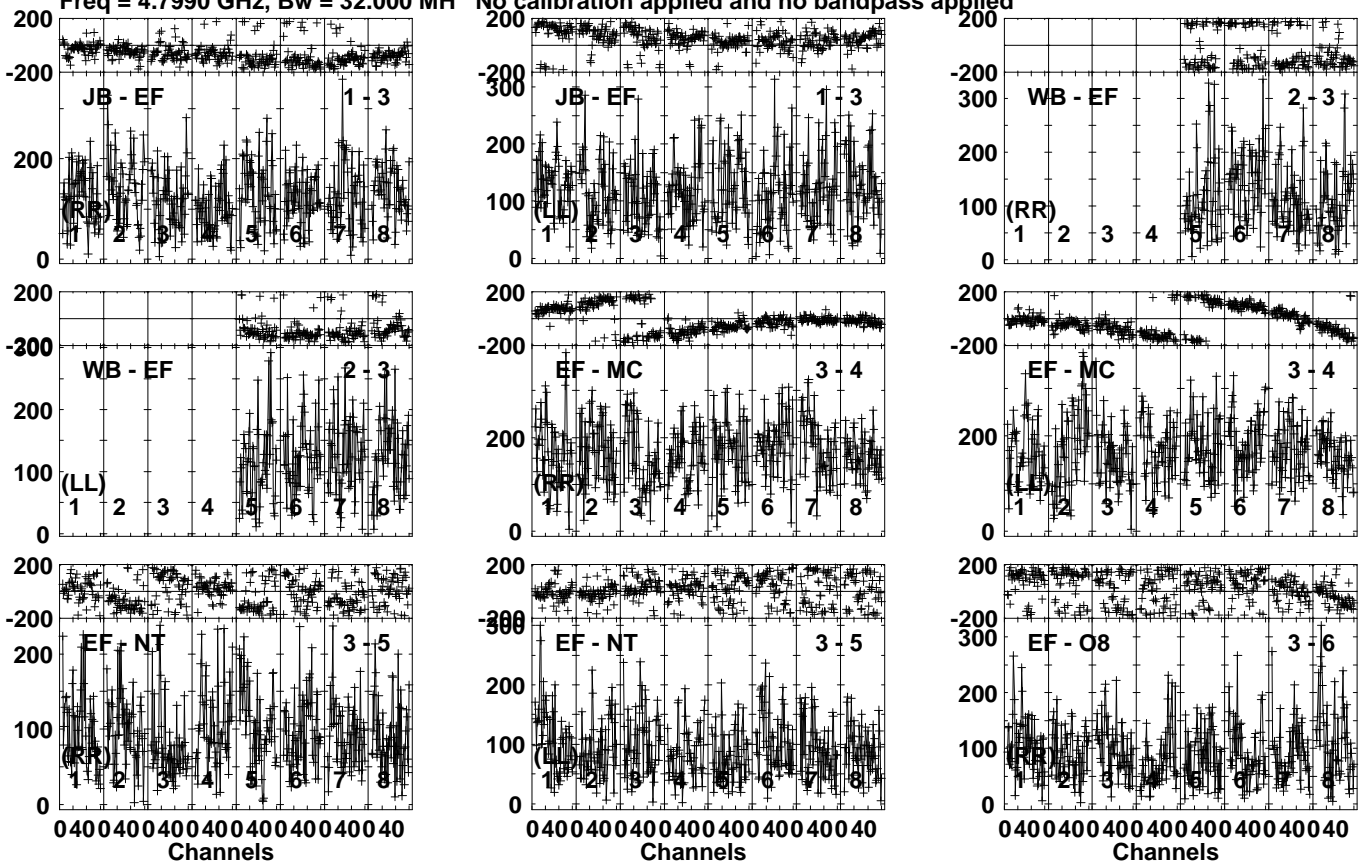 Freq = 4.7990 GHz, Bw = 32.000 MH No calibration applied and no bandpass applied
200
-200
JB - EF 1 - 3
200
(RR)
1 2 3 4 5 6 7 8
0
200
-200
300
JB - EF 1 - 3
200
100
(LL)
1 2 3 4 5 6 7 8
0
200
-200
300
WB - EF 2 - 3
200
100
(RR)
1 2 3 4 5 6 7 8
0
200
-200
300
WB - EF 2 - 3
200
100
(LL)
1 2 3 4 5 6 7 8
0
200
-200
EF - MC 3 - 4
200
(RR)
1 2 3 4 5 6 7 8
0
200
-200
EF - MC 3 - 4
200
(LL)
1 2 3 4 5 6 7 8
0
200
-200
EF - NT 3 - 5
200
100
(RR)
1 2 3 4 5 6 7 8
0
200
-200
300
EF - NT 3 - 5
200
100
(LL)
1 2 3 4 5 6 7 8
0
200
-200
300
EF - O8 3 - 6
200
100
(RR)
1 2 3 4 5 6 7 8
0
0 40 0 40 0 40 0 40 0 40 0 40 0 40 0 40
Channels
0 40 0 40 0 40 0 40 0 40 0 40 0 40 0 40
Channels
0 40 0 40 0 40 0 40 0 40 0 40 0 40 0 40
Channels